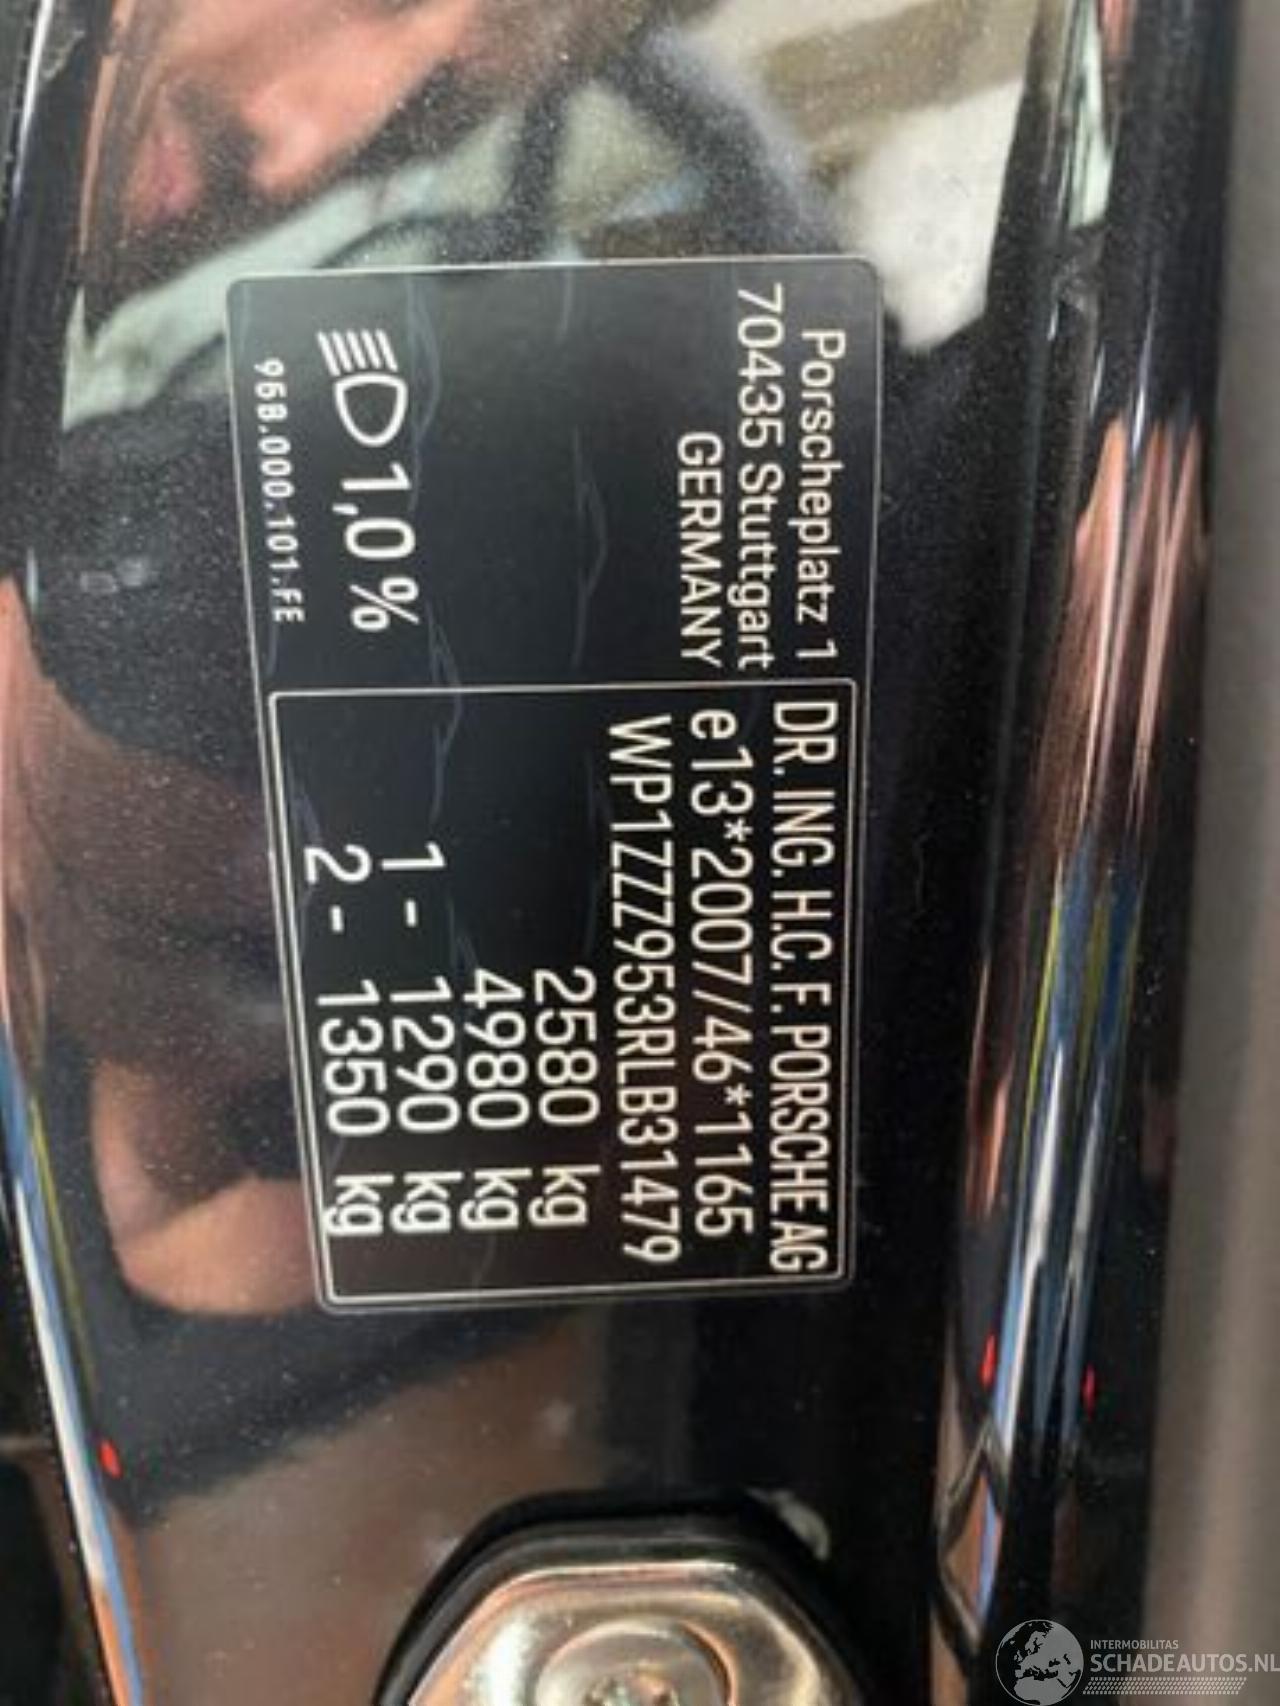 Porscheplatz 1
70435 Stuttgart
GERMANY
1,0%
95B.000.101.FE
DR. ING. H.C. F. PORSCHE AG
e13*2007/46*1165
WP1ZZZ953RLB31479
2580 kg
4980 kg
1 - 1290 kg
2 - 1350 kg
INTERMOBILITAS
SCHADEAUTOS.NL